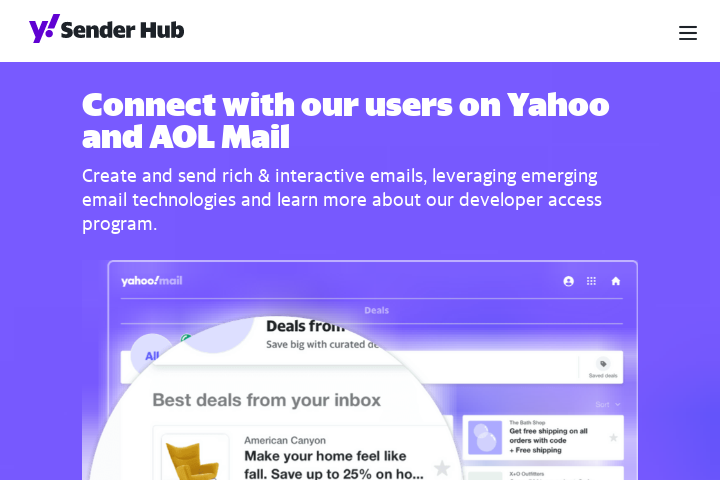 y! Sender Hub
Connect with our users on Yahoo
and AOL Mail
Create and send rich & interactive emails, leveraging emerging
email technologies and learn more about our developer access
program.
yahoo!mail
Deals
Deals from
Save big with curated de
All
Saved deals
Best deals from your inbox
Sort
The Bath Shop
Get free shipping on all
orders with code
+ Free shipping
American Canyon
Make your home feel like
fall. Save up to 25% on ho...
X+O Outfitters